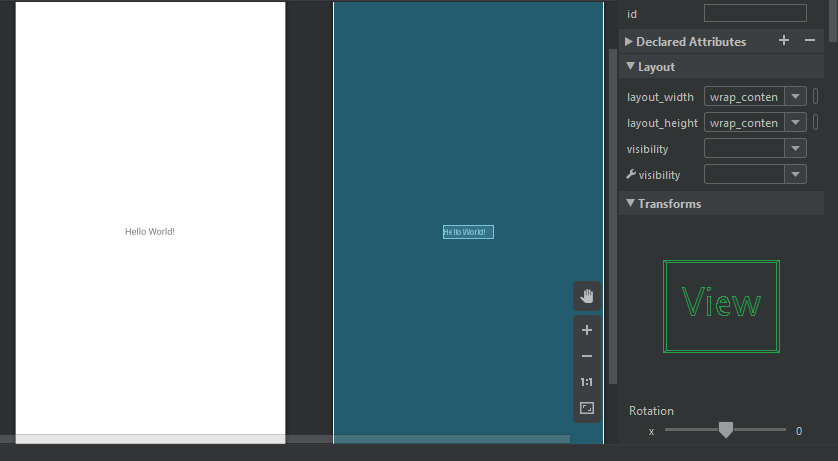 id
Declared Attributes
Layout
layout_width wrap_conten
layout_height wrap_conten
visibility
visibility
Transforms
Hello World!
Hello World!
View
1:1
Rotation
x 0